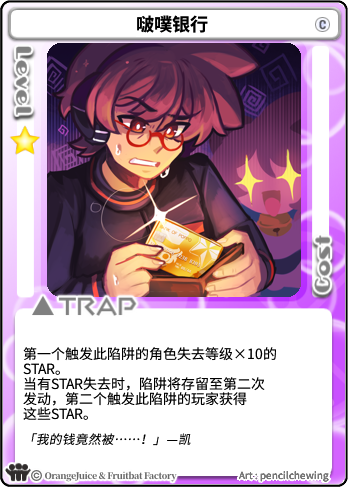 啵噗银行
C
Level
Cost
TRAP
第一个触发此陷阱的角色失去等级×10的
STAR。
当有STAR失去时，陷阱将存留至第二次
发动，第二个触发此陷阱的玩家获得
这些STAR。
「我的钱竟然被……！」—凯
© OrangeJuice & Fruitbat Factory
Art.: pencilchewing